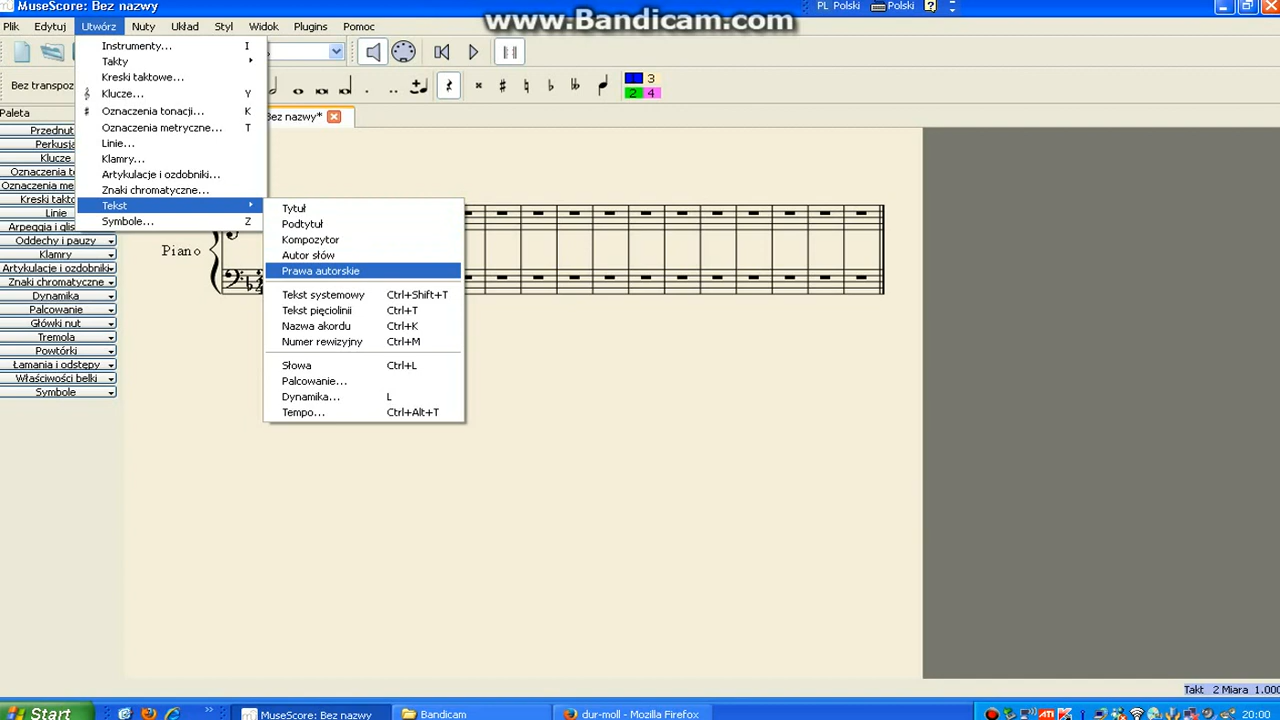 MuseScore: Bez nazwy
www.Bandicam.com
PL Polski Polski
Plik Edytuj Utwórz Nuty Układ Styl Widok Plugins Pomoc
Bez transpoz
3
2 4
Bez nazwy*
Paleta
Przednut
Perkusja
Klucze
Oznaczenia to
Oznaczenia me
Kreski takto
Linie
Arpeggia i glis
Oddechy i pauzy
Klamry
Artykulacje i ozdobniki
Znaki chromatyczne
Dynamika
Palcowanie
Główki nut
Tremola
Powtórki
Łamania i odstępy
Właściwości belki
Symbole
Instrumenty... I
Takty
Kreski taktowe...
Klucze... Y
Oznaczenia tonacji... K
Oznaczenia metryczne... T
Linie...
Klamry...
Artykulacje i ozdobniki...
Znaki chromatyczne...
Tekst
Symbole... Z
Tytuł
Podtytuł
Kompozytor
Autor słów
Prawa autorskie
Tekst systemowy Ctrl+Shift+T
Tekst pięciolinii Ctrl+T
Nazwa akordu Ctrl+K
Numer rewizyjny Ctrl+M
Słowa Ctrl+L
Palcowanie...
Dynamika... L
Tempo... Ctrl+Alt+T
Piano
Takt 2 Miara 1.000
Start MuseScore: Bez nazwy Bandicam dur-moll - Mozilla Firefox ATI 20:00